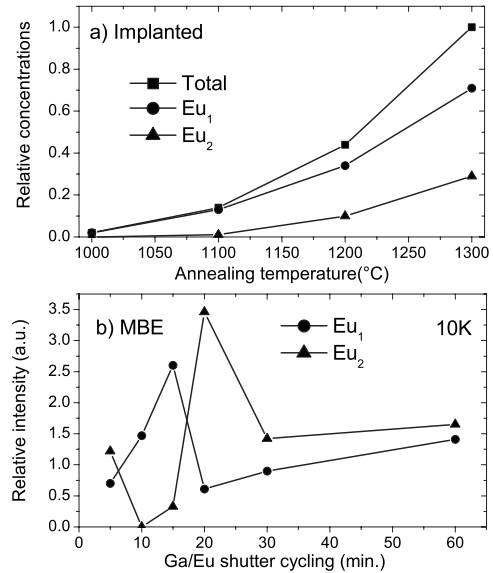 a) Implanted
Total
Eu₁
Eu₂
Relative concentrations
1.0
0.8
0.6
0.4
0.2
0.0
1000 1050 1100 1150 1200 1250 1300
Annealing temperature(°C)
b) MBE
Eu₁
Eu₂
10K
Relative intensity (a.u.)
3.5
3.0
2.5
2.0
1.5
1.0
0.5
0.0
0 10 20 30 40 50 60
Ga/Eu shutter cycling (min.)